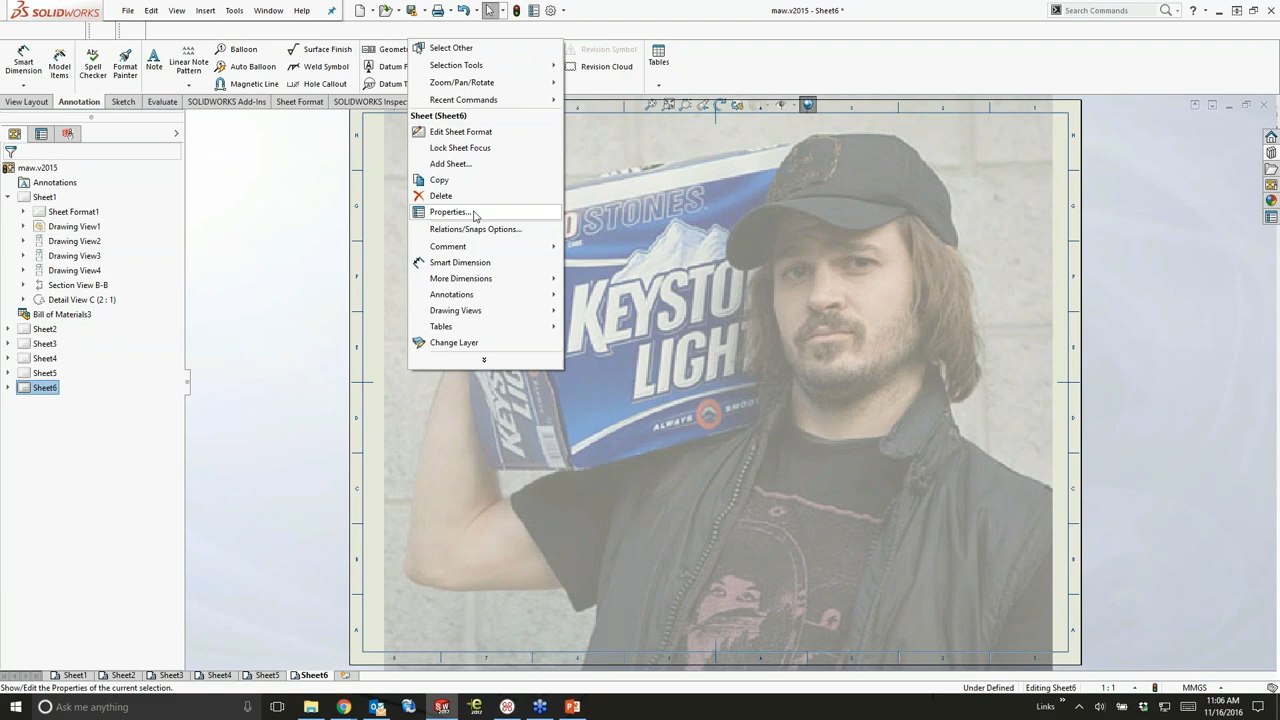 SOLIDWORKS
File Edit View Insert Tools Window Help
maw.v2015 - Sheet6 *
Search Commands
Smart Dimension
Model Items
Spell Checker
Format Painter
Note
Linear Note Pattern
Balloon
Auto Balloon
Magnetic Line
Surface Finish
Weld Symbol
Hole Callout
Geomet
Datum F
Datum T
Revision Symbol
Revision Cloud
Tables
View Layout Annotation Sketch Evaluate SOLIDWORKS Add-Ins Sheet Format SOLIDWORKS Inspec
maw.v2015
Annotations
Sheet1
Sheet Format1
Drawing View1
Drawing View2
Drawing View3
Drawing View4
Section View B-B
Detail View C (2 : 1)
Bill of Materials3
Sheet2
Sheet3
Sheet4
Sheet5
Sheet6
Select Other
Selection Tools
Zoom/Pan/Rotate
Recent Commands
Sheet (Sheet6)
Edit Sheet Format
Lock Sheet Focus
Add Sheet...
Copy
Delete
Properties...
Relations/Snaps Options...
Comment
Smart Dimension
More Dimensions
Annotations
Drawing Views
Tables
Change Layer
STONES
KEYSTO
LIGH
ALWAYS SMOO
KEYSTO
LIGH
Sheet1 Sheet2 Sheet3 Sheet4 Sheet5 Sheet6
Show/Edit the Properties of the current selection.
Under Defined Editing Sheet6 1 : 1 MMGS
Ask me anything
Links
11:06 AM
11/16/2016